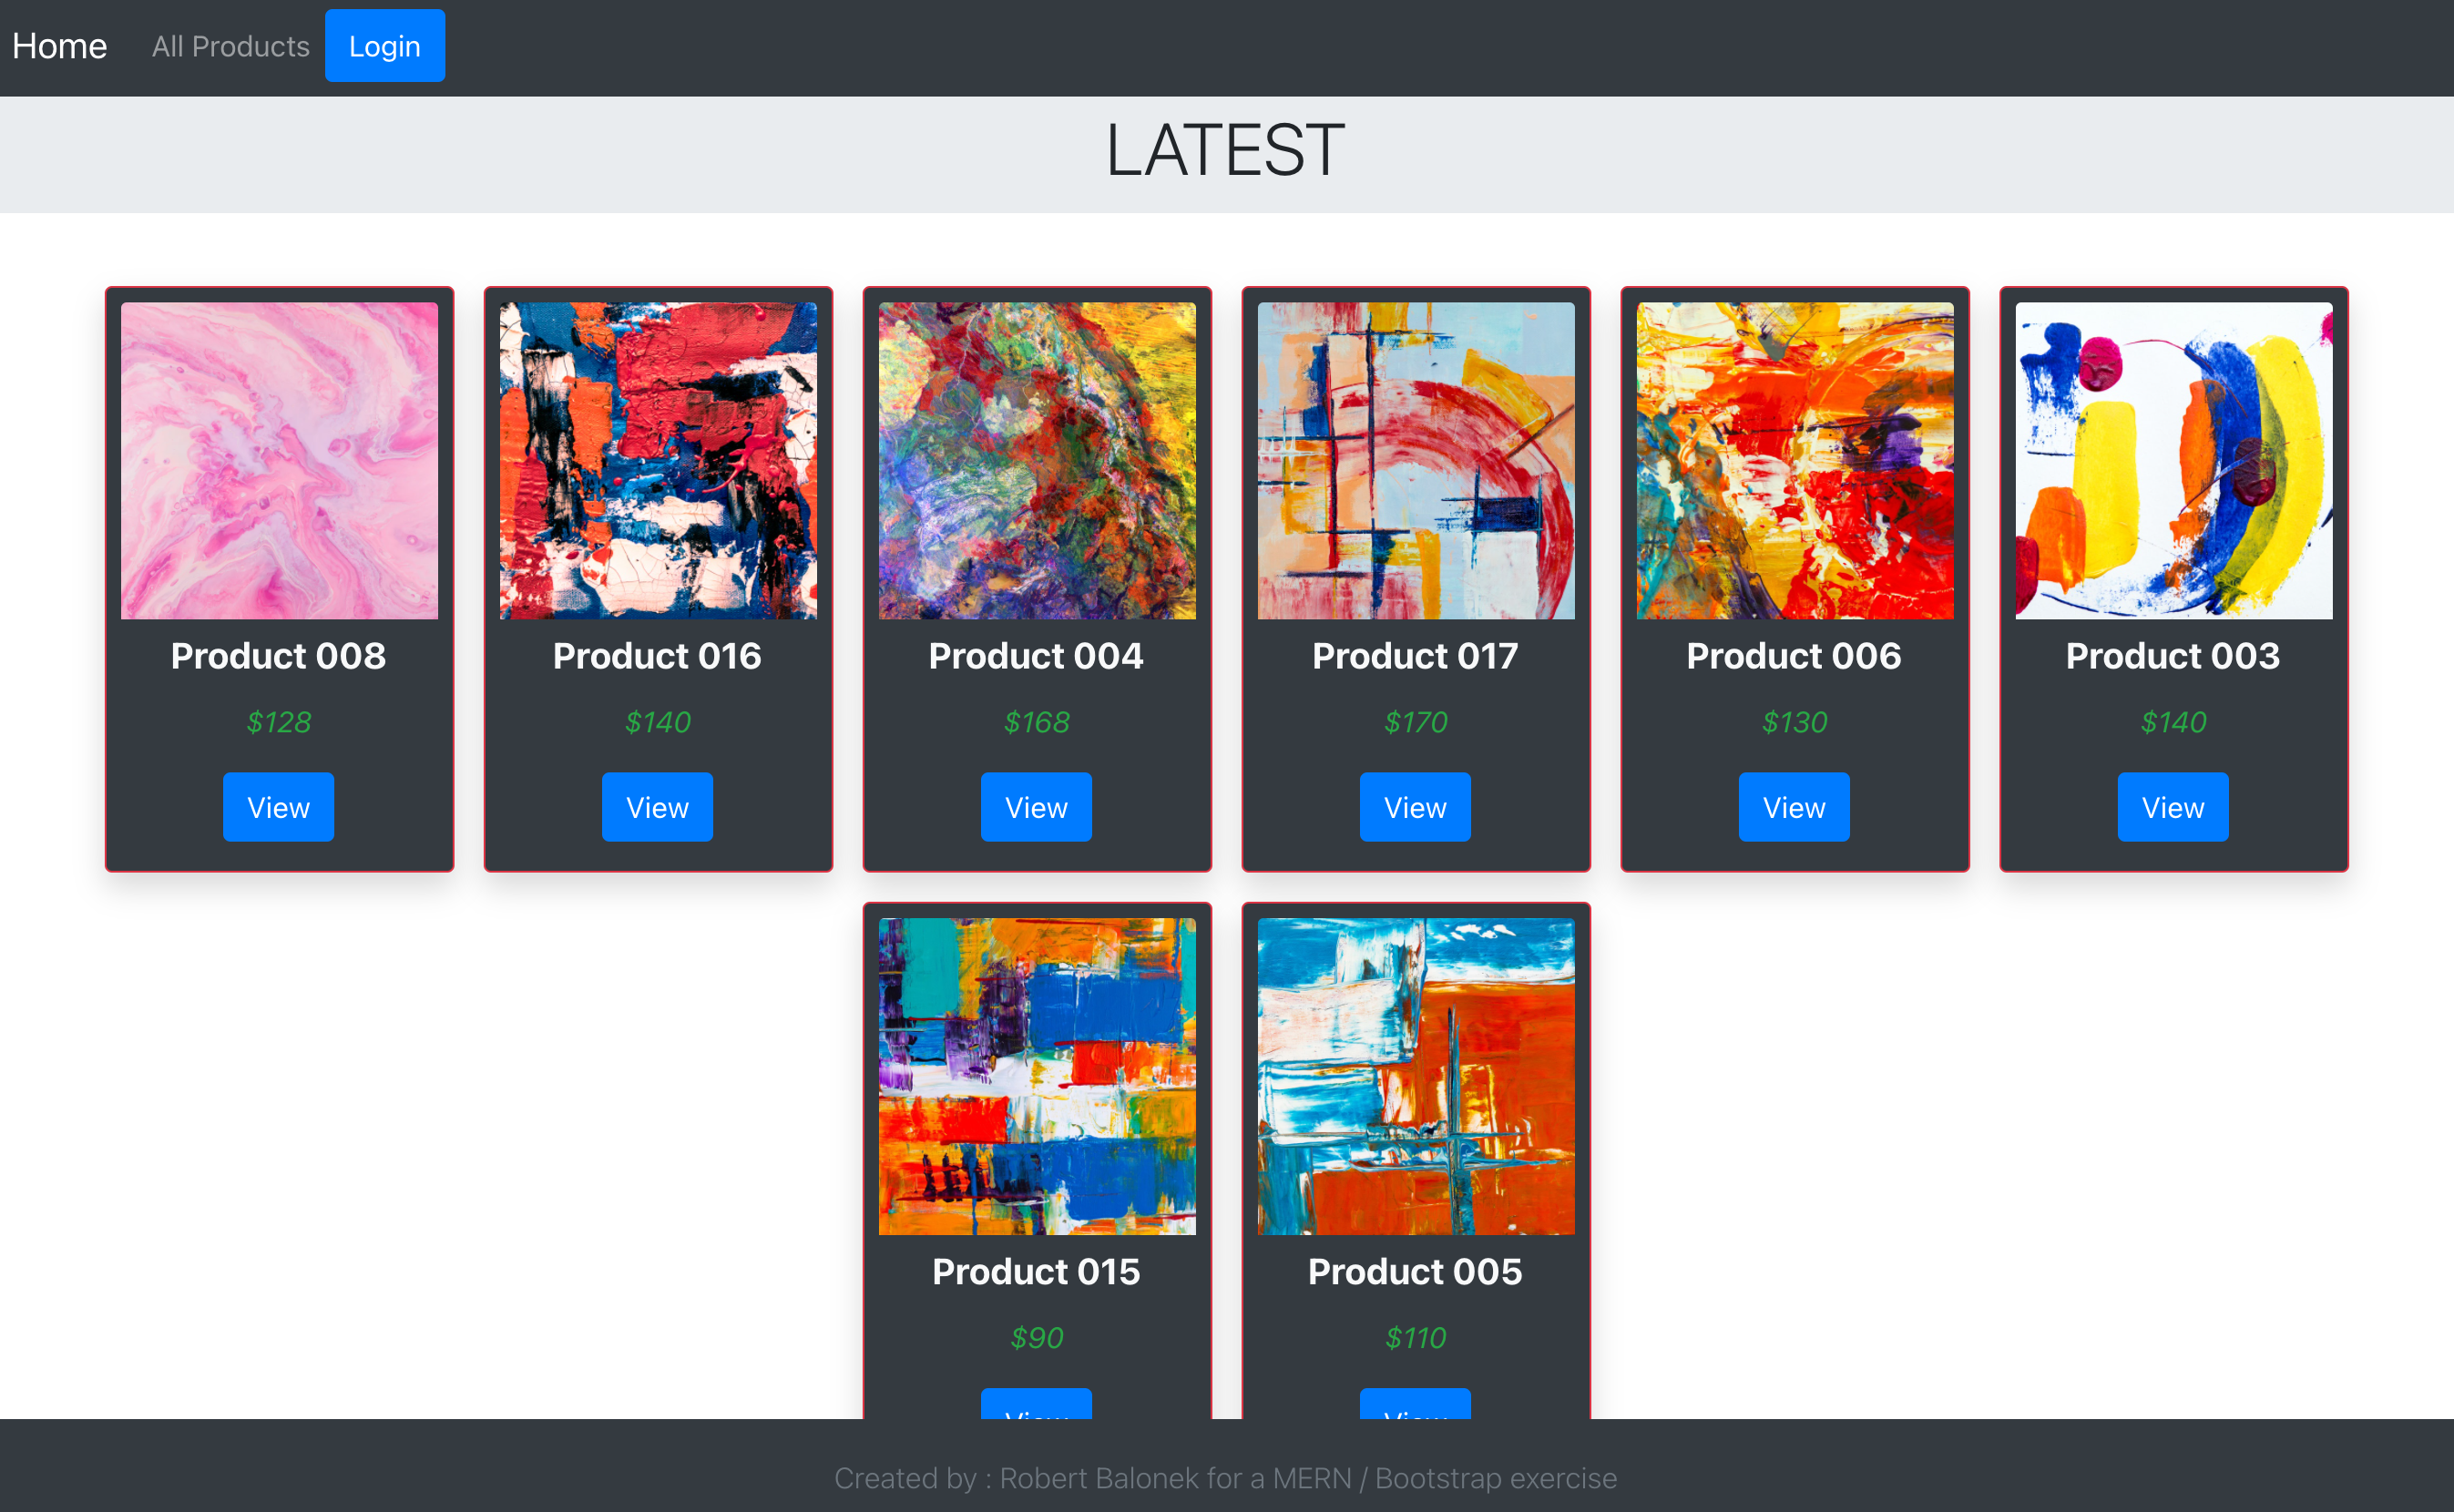 Home All Products Login
LATEST
Product 008 Product 016 Product 004 Product 017 Product 006 Product 003
$128 $140 $168 $170 $130 $140
View View View View View View
Product 015 Product 005
$90 $110
View View
Created by : Robert Balonek for a MERN / Bootstrap exercise